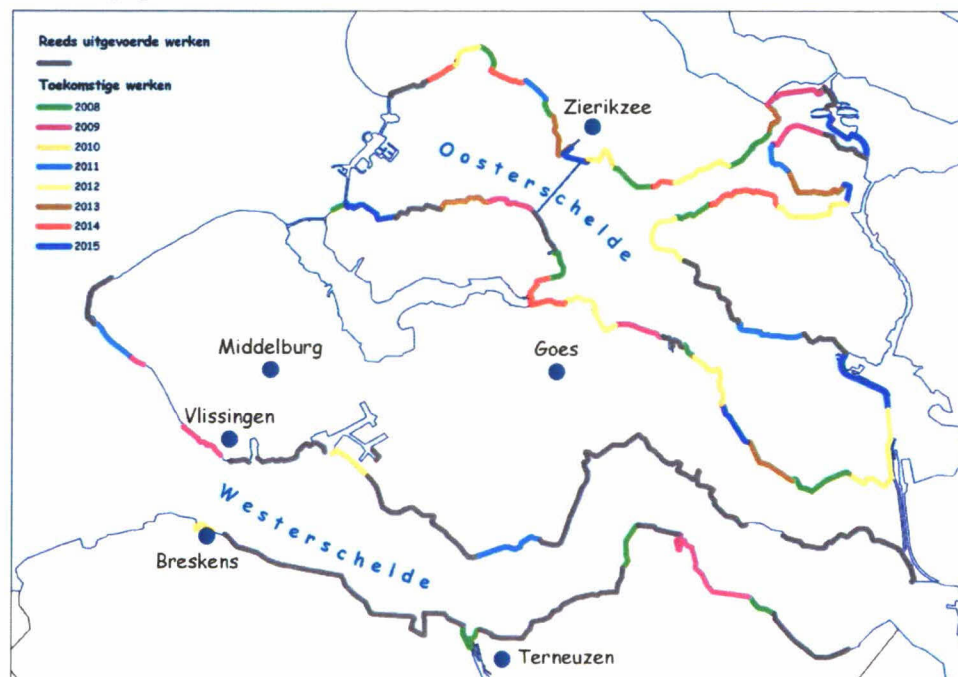 Reeds uitgevoerde werken
Toekomstige werken
2008
2009
2010
2011
2012
2013
2014
2015
Zierikzee
Oosterschelde
Middelburg
Goes
Vlissingen
Westerschelde
Breskens
Terneuzen